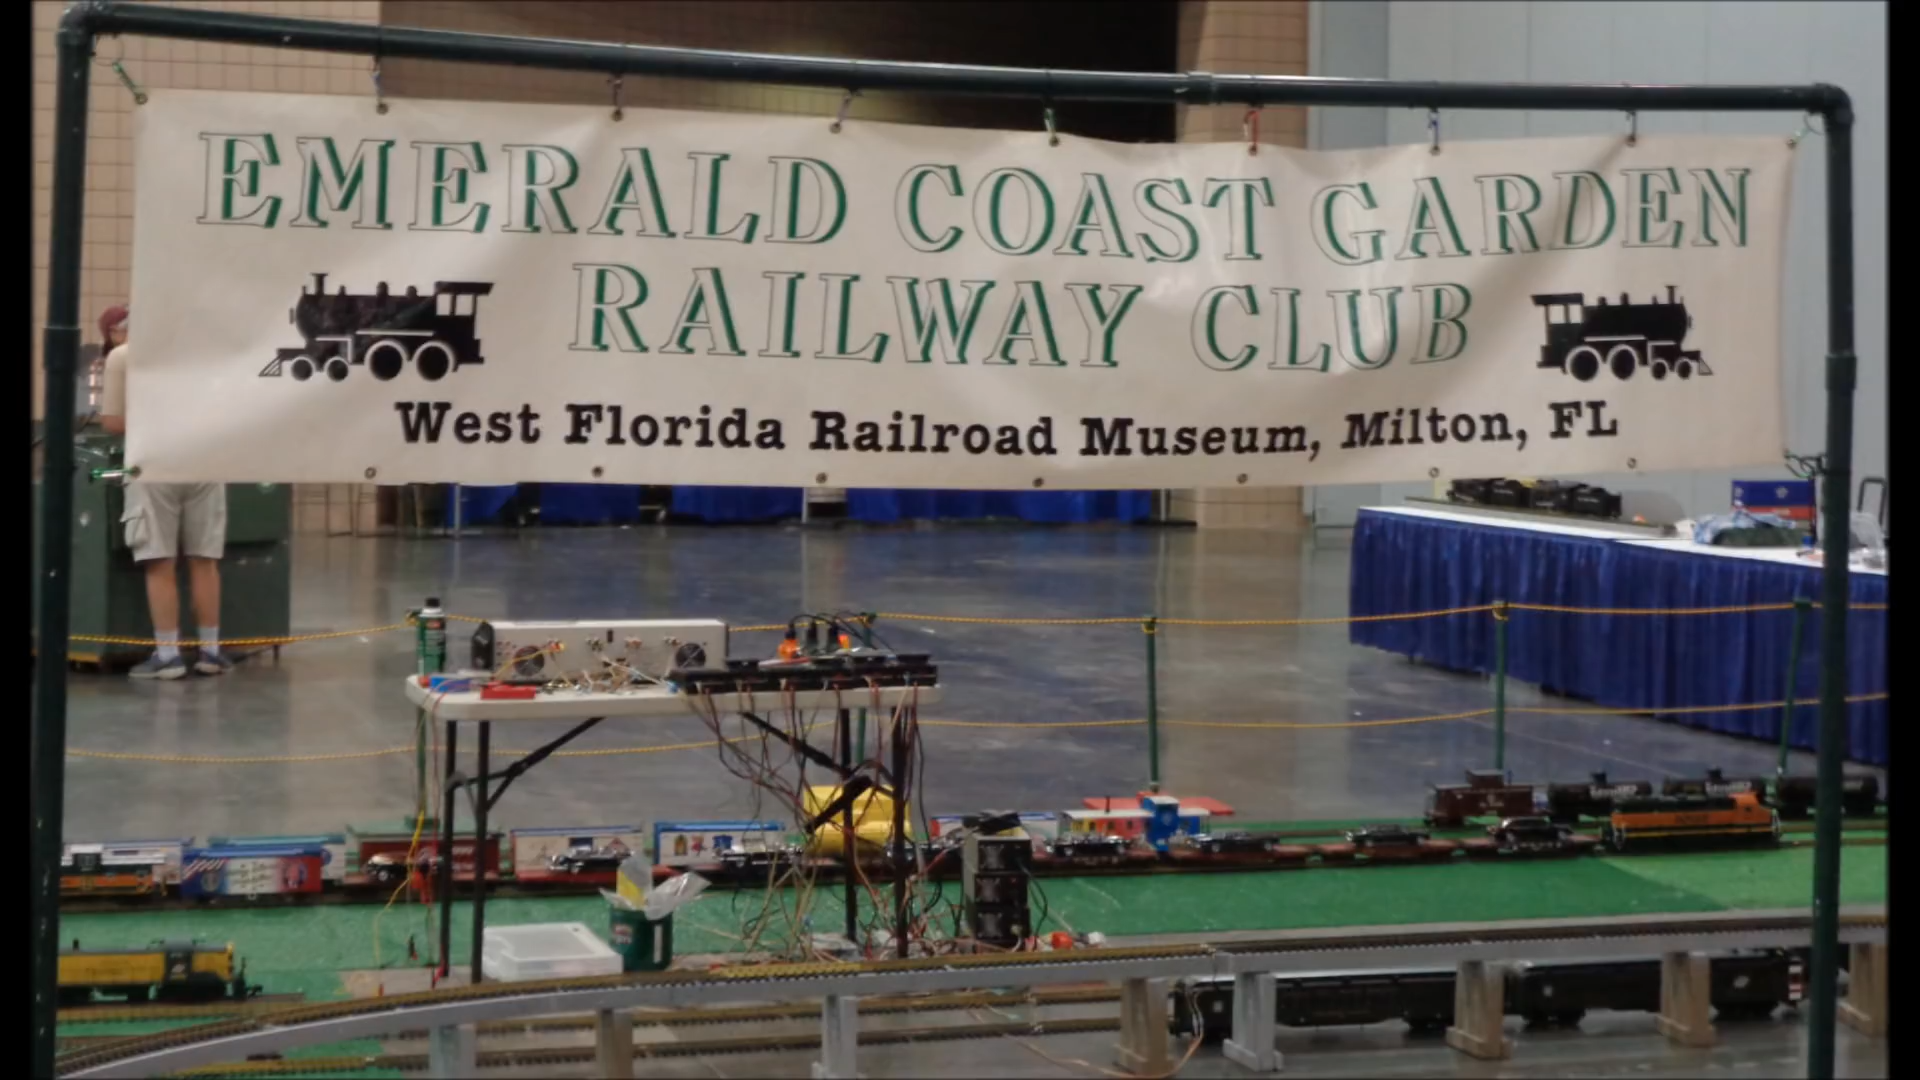 EMERALD COAST GARDEN
RAILWAY CLUB
West Florida Railroad Museum, Milton, FL